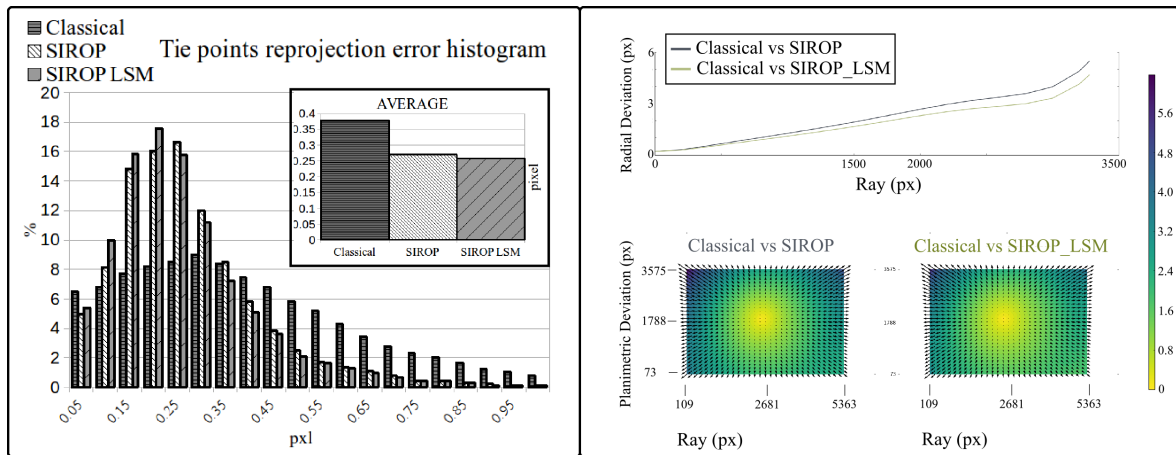 Classical
SIROP
SIROP LSM
Tie points reprojection error histogram
20
18
16
14
12
10
8
6
4
2
0
%
0.05
0.15
0.25
0.35
0.45
0.55
0.65
0.75
0.85
0.95
pxl
AVERAGE
0.4
0.35
0.3
0.25
0.2
0.15
0.1
0.05
0
pixel
Classical SIROP SIROP LSM
Classical vs SIROP
Classical vs SIROP_LSM
Radial Deviation (px)
6
3
0
1500 2000 3500
Ray (px)
Classical vs SIROP
Classical vs SIROP_LSM
Planimetric Deviation (px)
3575
1788
73
109 2681 5363
Ray (px)
3575
1788
73
109 2681 5363
Ray (px)
5.6
4.8
4.0
3.2
2.4
1.6
0.8
0